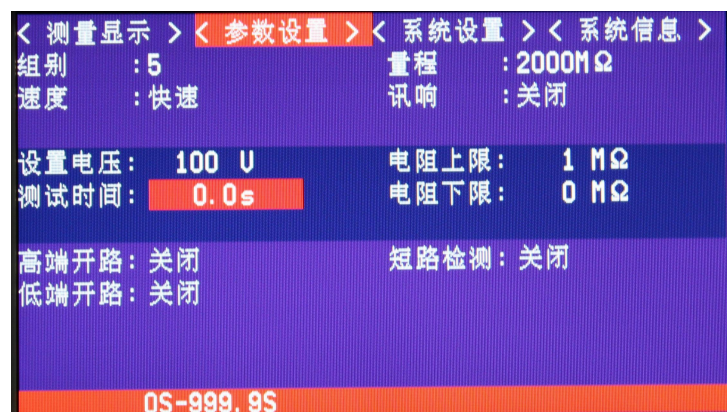 < 测量显示 > < 参数设置 > < 系统设置 > < 系统信息 >
组别 :5 量程 :2000MΩ
速度 :快速 讯响 :关闭
设置电压: 100 V 电阻上限: 1 MΩ
测试时间: 0.0s 电阻下限: 0 MΩ
高端开路:关闭 短路检测:关闭
低端开路:关闭
0S-999.9S